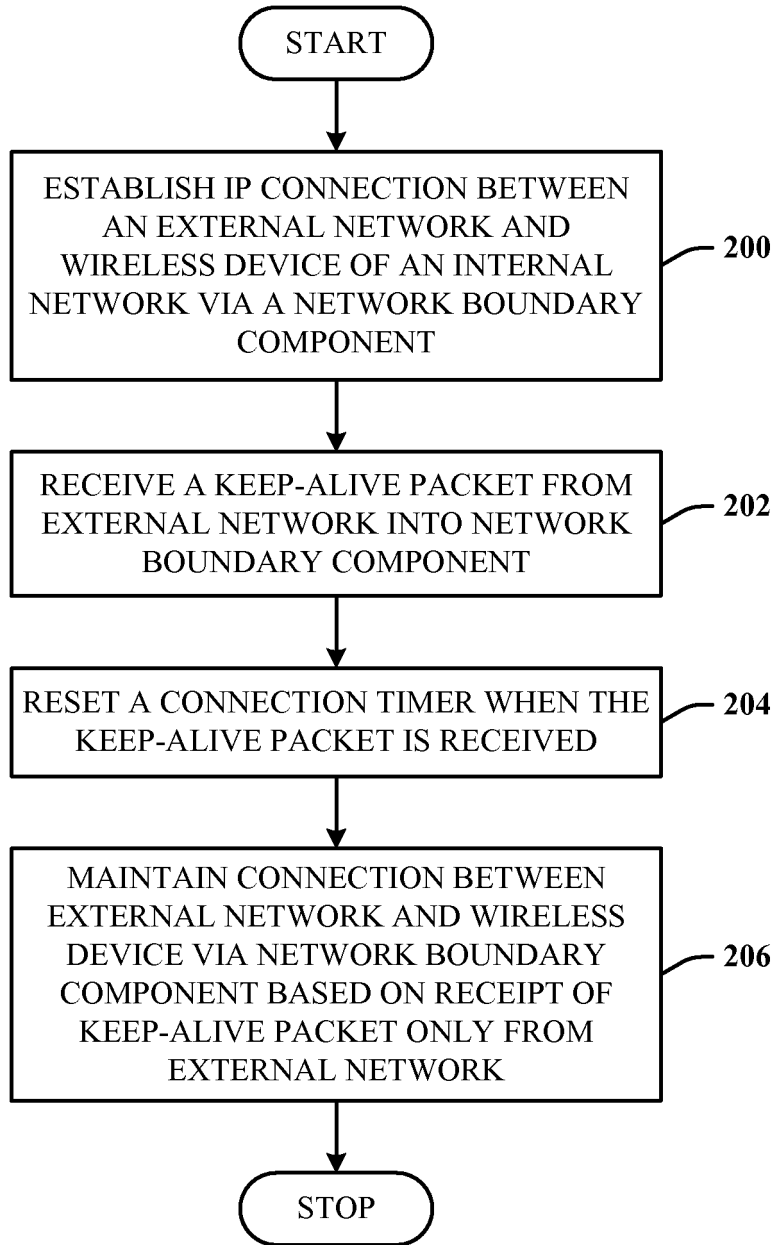 START
ESTABLISH IP CONNECTION BETWEEN
AN EXTERNAL NETWORK AND
WIRELESS DEVICE OF AN INTERNAL
NETWORK VIA A NETWORK BOUNDARY
COMPONENT
200
RECEIVE A KEEP-ALIVE PACKET FROM
EXTERNAL NETWORK INTO NETWORK
BOUNDARY COMPONENT
202
RESET A CONNECTION TIMER WHEN THE
KEEP-ALIVE PACKET IS RECEIVED
204
MAINTAIN CONNECTION BETWEEN
EXTERNAL NETWORK AND WIRELESS
DEVICE VIA NETWORK BOUNDARY
COMPONENT BASED ON RECEIPT OF
KEEP-ALIVE PACKET ONLY FROM
EXTERNAL NETWORK
206
STOP